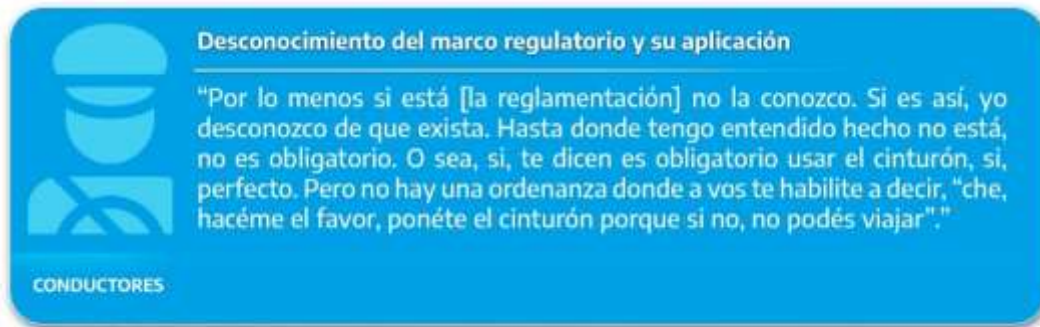 Desconocimiento del marco regulatorio y su aplicación
“Por lo menos si está [la reglamentación] no la conozco. Si es así, yo
desconozco de que exista. Hasta donde tengo entendido hecho no está,
no es obligatorio. O sea, si, te dicen es obligatorio usar el cinturón, sí,
perfecto. Pero no hay una ordenanza donde a vos te habilite a decir, “che,
hacéme el favor, ponéte el cinturón porque si no, no podés viajar”.”
CONDUCTORES